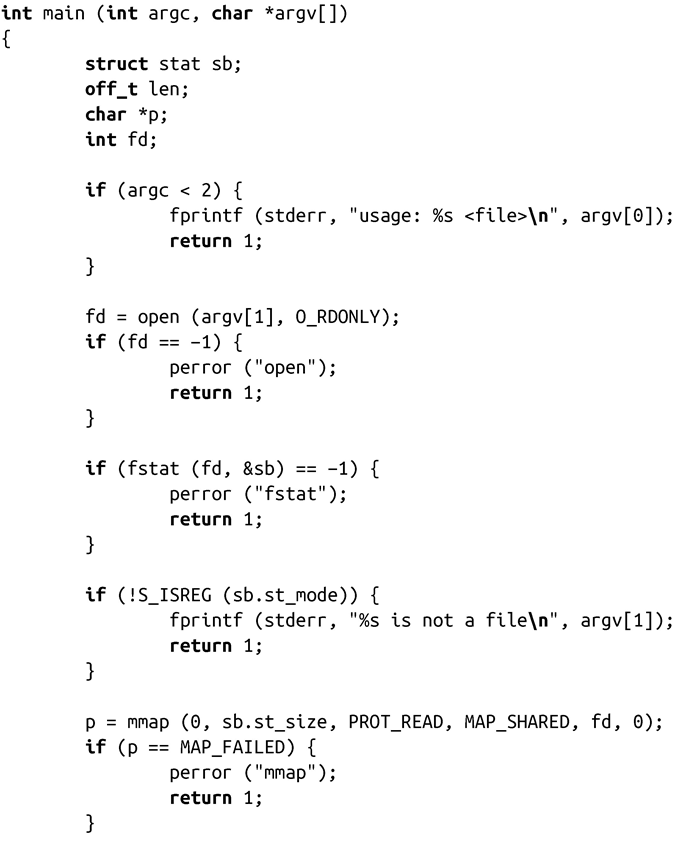 int main (int argc, char *argv[])
{
        struct stat sb;
        off_t len;
        char *p;
        int fd;

        if (argc < 2) {
                fprintf (stderr, "usage: %s <file>\n", argv[0]);
                return 1;
        }

        fd = open (argv[1], O_RDONLY);
        if (fd == -1) {
                perror ("open");
                return 1;
        }

        if (fstat (fd, &sb) == -1) {
                perror ("fstat");
                return 1;
        }

        if (!S_ISREG (sb.st_mode)) {
                fprintf (stderr, "%s is not a file\n", argv[1]);
                return 1;
        }

        p = mmap (0, sb.st_size, PROT_READ, MAP_SHARED, fd, 0);
        if (p == MAP_FAILED) {
                perror ("mmap");
                return 1;
        }